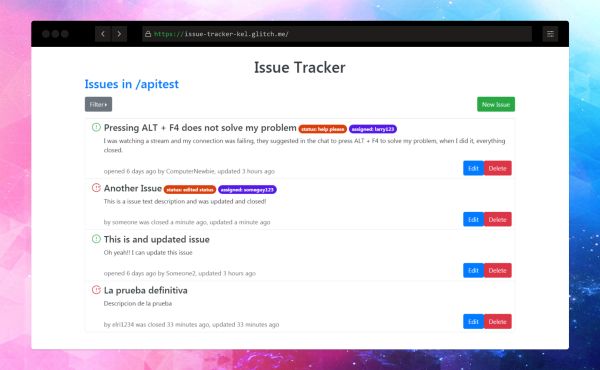 https://issue-tracker-kel.glitch.me/
Issue Tracker
Issues in /apitest
Filter
New Issue
Pressing ALT + F4 does not solve my problem status: help please assigned: larry123
I was watching a stream and my connection was failing, they suggested in the chat to press ALT + F4 to solve my problem, when I did it, everything
closed.
opened 6 days ago by ComputerNewbie, updated 3 hours ago
Edit Delete
Another Issue status: edited status assigned: someguy123
This is a issue text description and was updated and closed!
by someone was closed a minute ago, updated a minute ago
Edit Delete
This is and updated issue
Oh yeah!! I can update this issue
opened 6 days ago by Someone2, updated 3 hours ago
Edit Delete
La prueba definitiva
Descripcion de la prueba
by elri1234 was closed 33 minutes ago, updated 33 minutes ago
Edit Delete